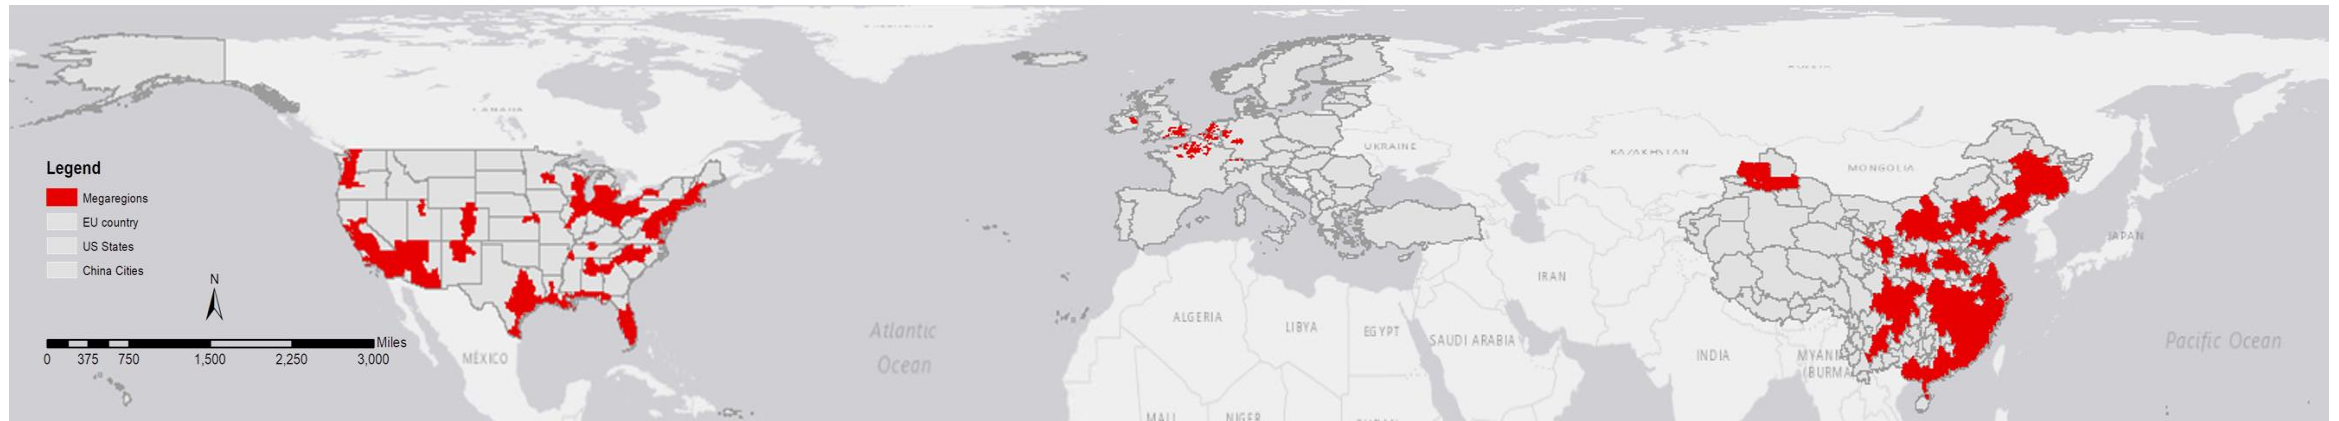 CANADA
Legend
Megaregions
EU country
US States
China Cities
N
Miles
0 375 750 1,500 2,250 3,000
MÉXICO
Atlantic
Ocean
UKRAINE
KAZAKHSTAN
MONGOLIA
JAPAN
IRAN
ALGERIA
LIBYA
EGYPT
SAUDI ARABIA
INDIA
MYANM
(BURMA
Pacific Ocean
MALI
NIGER